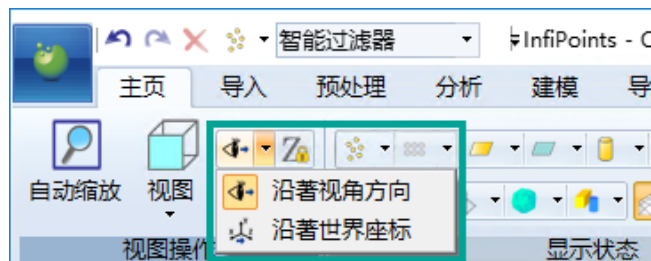 智能过滤器
InfiPoints - C
主页 导入 预处理 分析 建模 导
自动缩放 视图
沿著视角方向
沿著世界座标
视图操作 显示状态